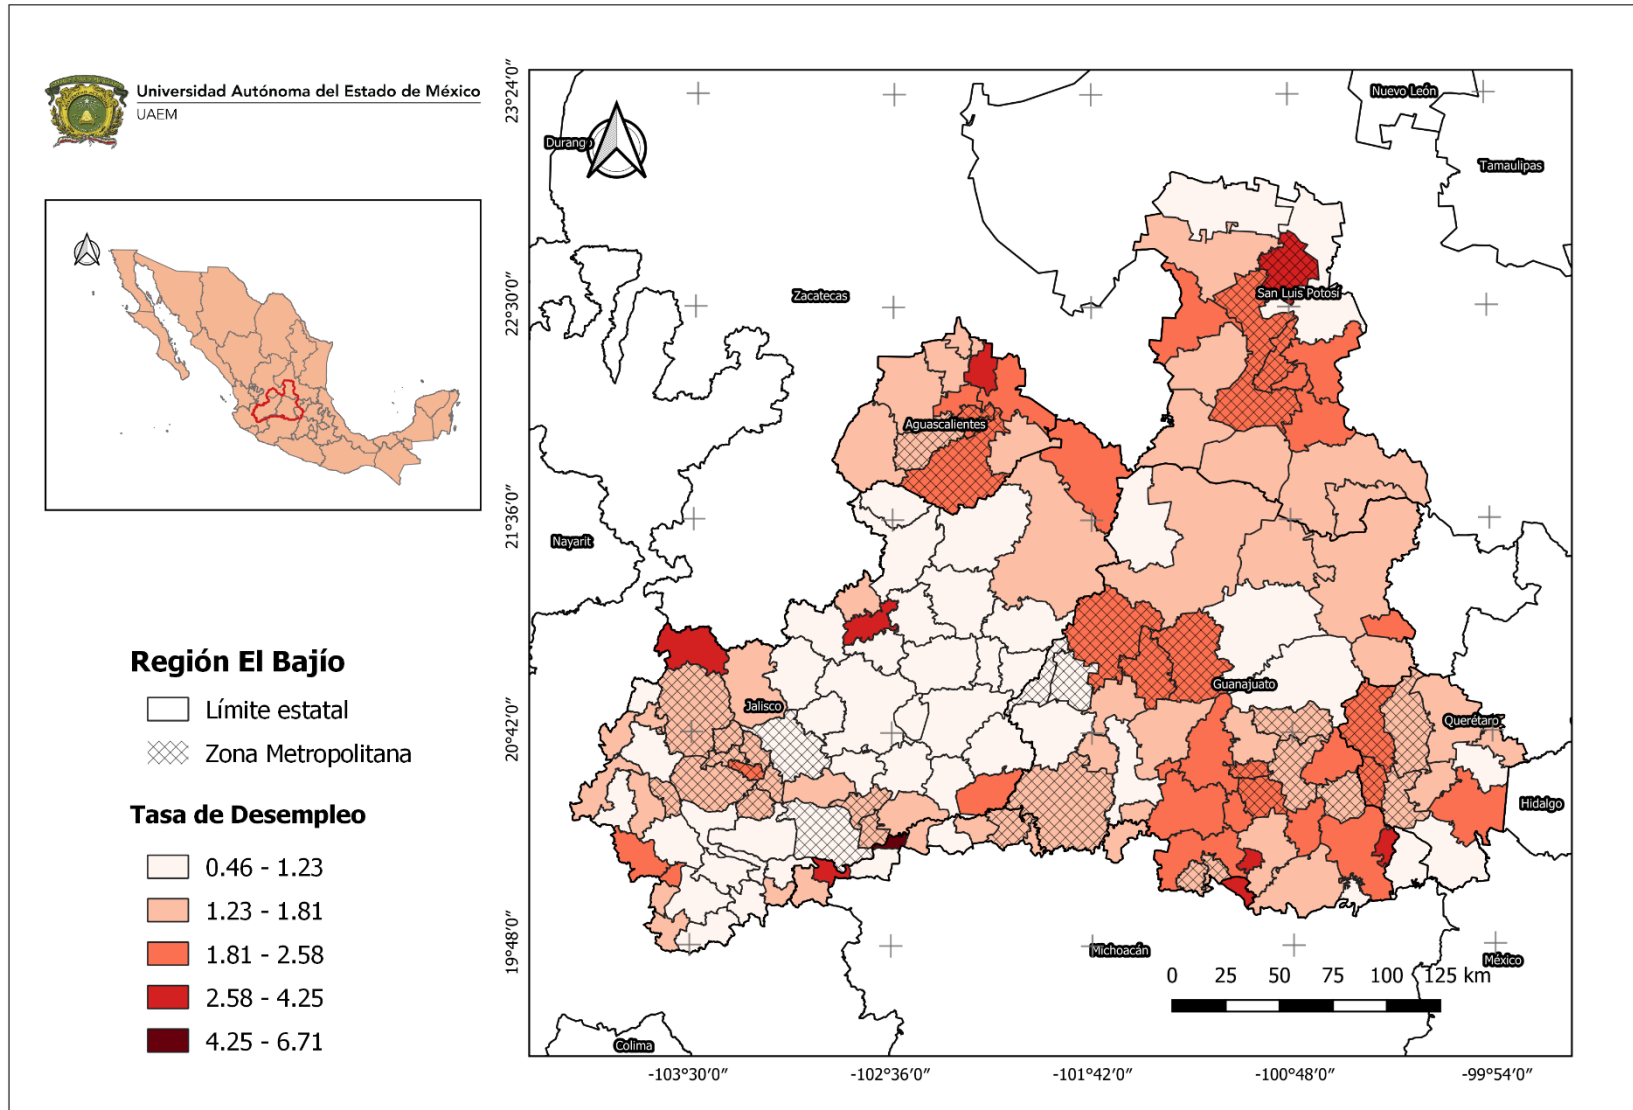 Universidad Autónoma del Estado de México
UAEM
Región El Bajío
Límite estatal
Zona Metropolitana
Tasa de Desempleo
0.46 - 1.23
1.23 - 1.81
1.81 - 2.58
2.58 - 4.25
4.25 - 6.71
23°24'0"
22°30'0"
21°36'0"
20°42'0"
19°48'0"
Nuevo León
Durango
Tamaulipas
Zacatecas
San Luis Potosí
Aguascalientes
Nayarit
Guanajuato
Jalisco
Querétaro
Hidalgo
Michoacán
México
Colima
0 25 50 75 100 125 km
-103°30'0" -102°36'0" -101°42'0" -100°48'0" -99°54'0"